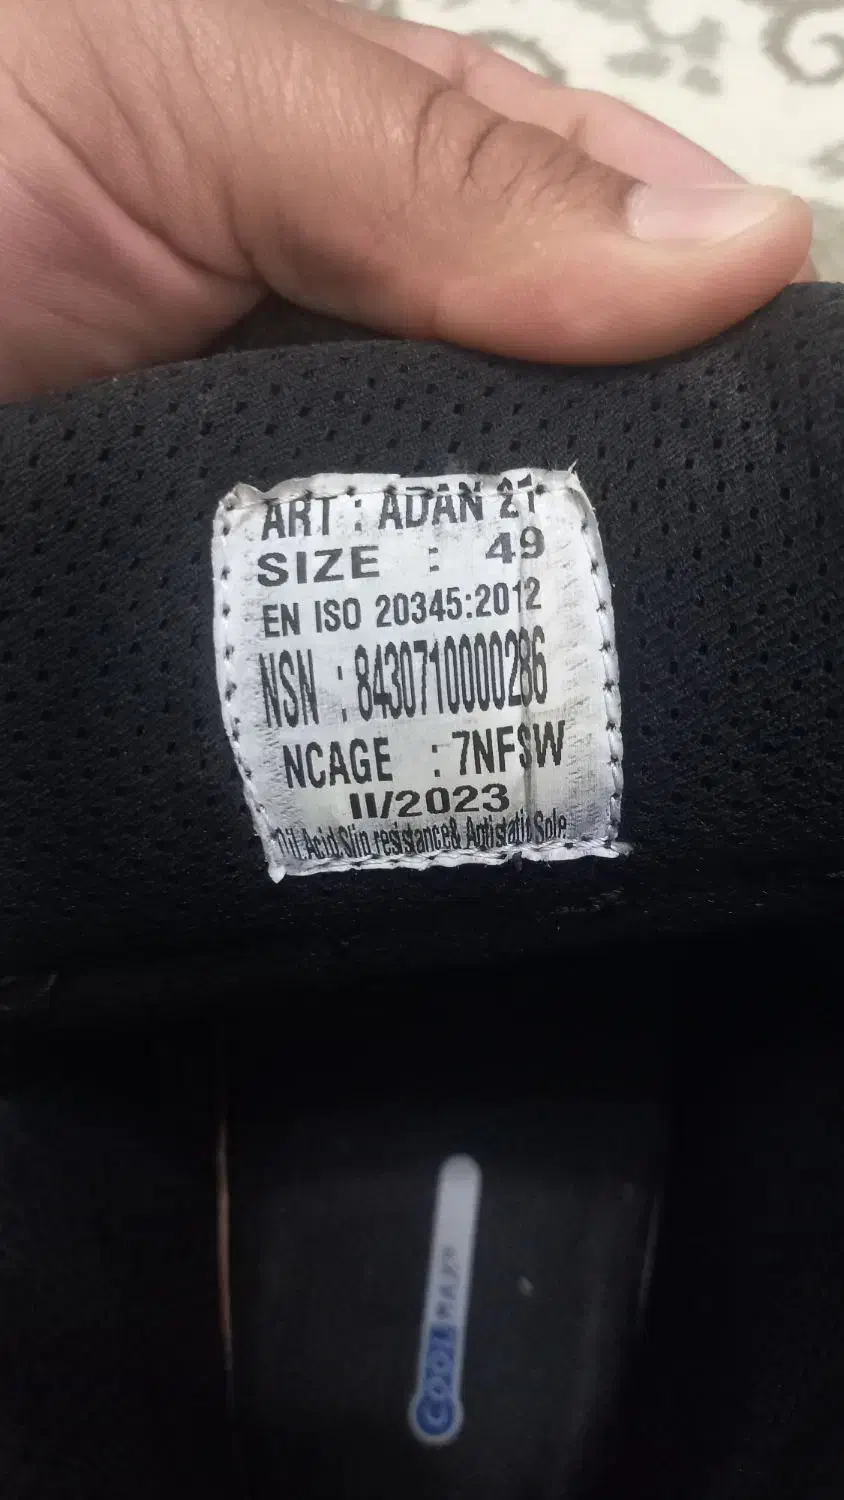 ART : ADAN 21
SIZE : 49
EN ISO 20345:2012
NSN : 8430710000286
NCAGE : 7NFSW
II/2023
Oil, Acid, Slip resistance& Antistatic Sole
COOLMAX